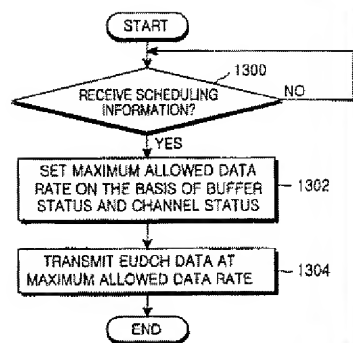 START
1300
RECEIVE SCHEDULING
INFORMATION?
NO
YES
SET MAXIMUM ALLOWED DATA
RATE ON THE BASIS OF BUFFER
STATUS AND CHANNEL STATUS
1302
TRANSMIT EUDCH DATA AT
MAXIMUM ALLOWED DATA RATE
1304
END